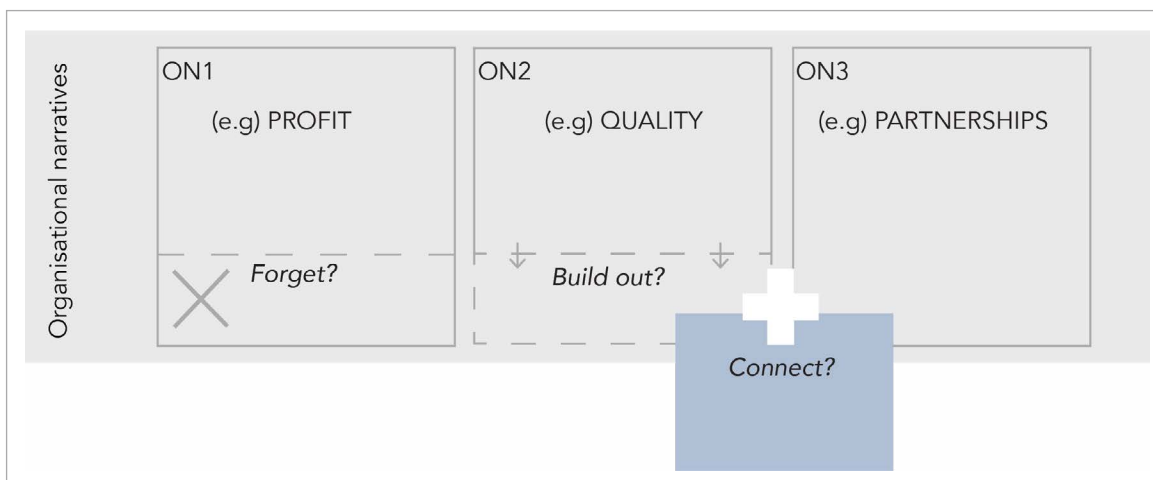 Organisational narratives
ON1
(e.g) PROFIT
Forget?
ON2
(e.g) QUALITY
Build out?
ON3
(e.g) PARTNERSHIPS
Connect?